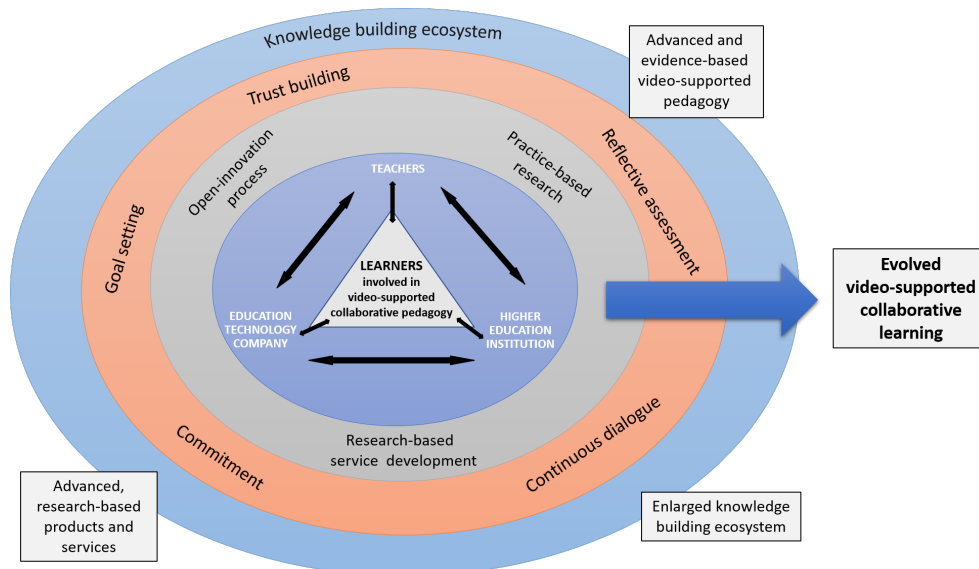 Knowledge building ecosystem
Advanced and
evidence-based
video-supported
pedagogy
Trust building
Open-innovation
process
Practice-based
research
Reflective assessment
Goal setting
TEACHERS
LEARNERS
involved in
video-supported
collaborative pedagogy
EDUCATION
TECHNOLOGY
COMPANY
HIGHER
EDUCATION
INSTITUTION
Evolved
video-supported
collaborative
learning
Research-based
service development
Commitment
Continuous dialogue
Advanced,
research-based
products and
services
Enlarged knowledge
building ecosystem